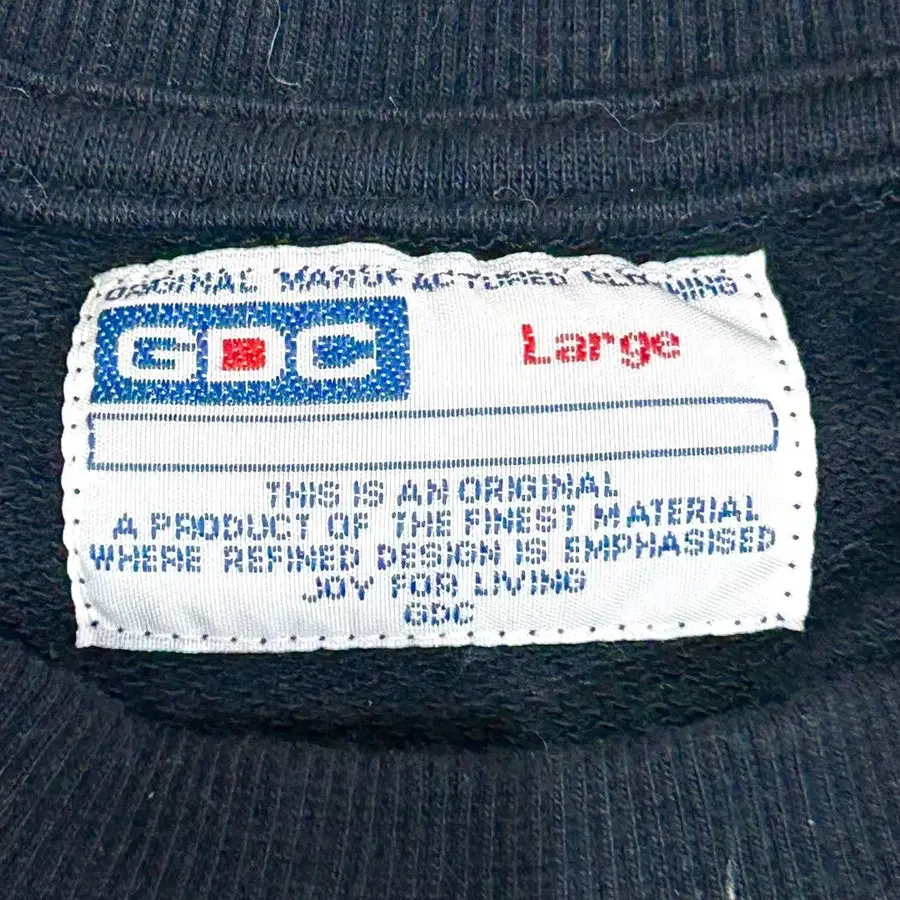 ORIGINAL MANUFACTURED CLOTHING
GDC Large
THIS IS AN ORIGINAL
A PRODUCT OF THE FINEST MATERIAL
WHERE REFINED DESIGN IS EMPHASISED
JOY FOR LIVING
GDC